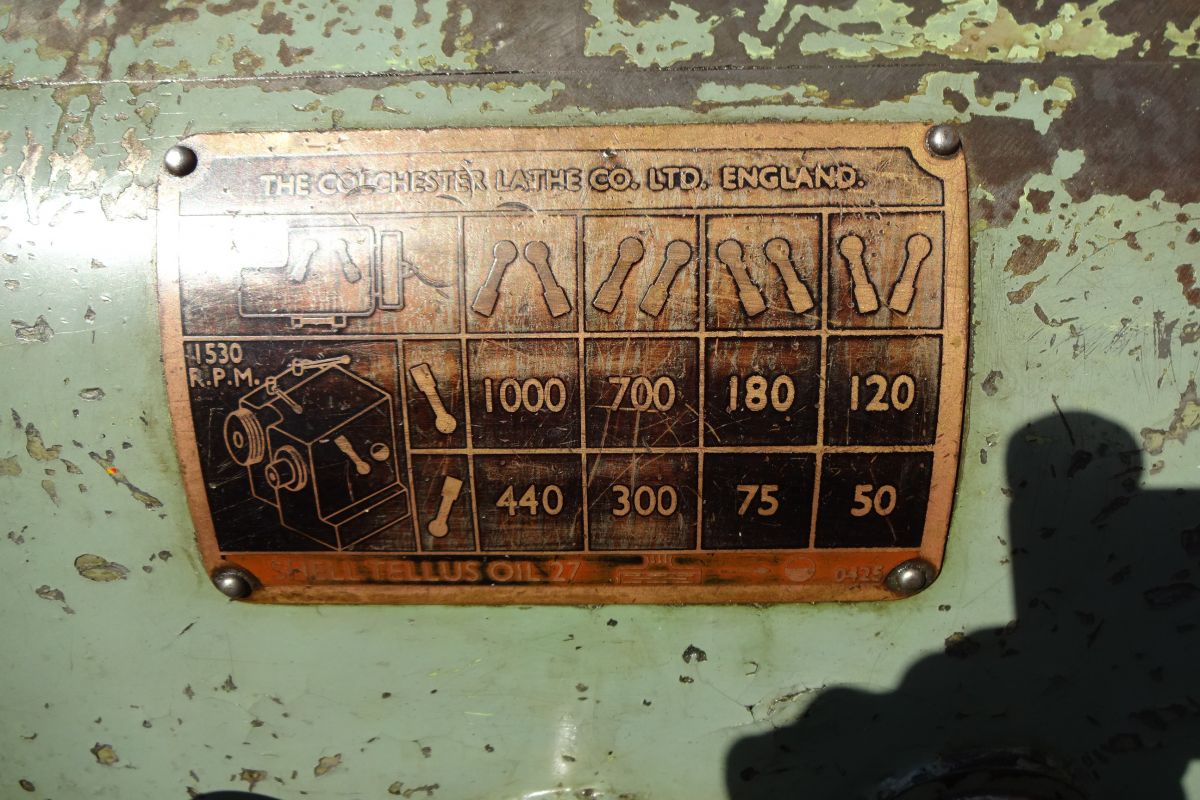 THE COLCHESTER LATHE CO. LTD. ENGLAND.
1530
R.P.M.
1000 700 180 120
440 300 75 50
SHELL TELLUS OIL 27 0425